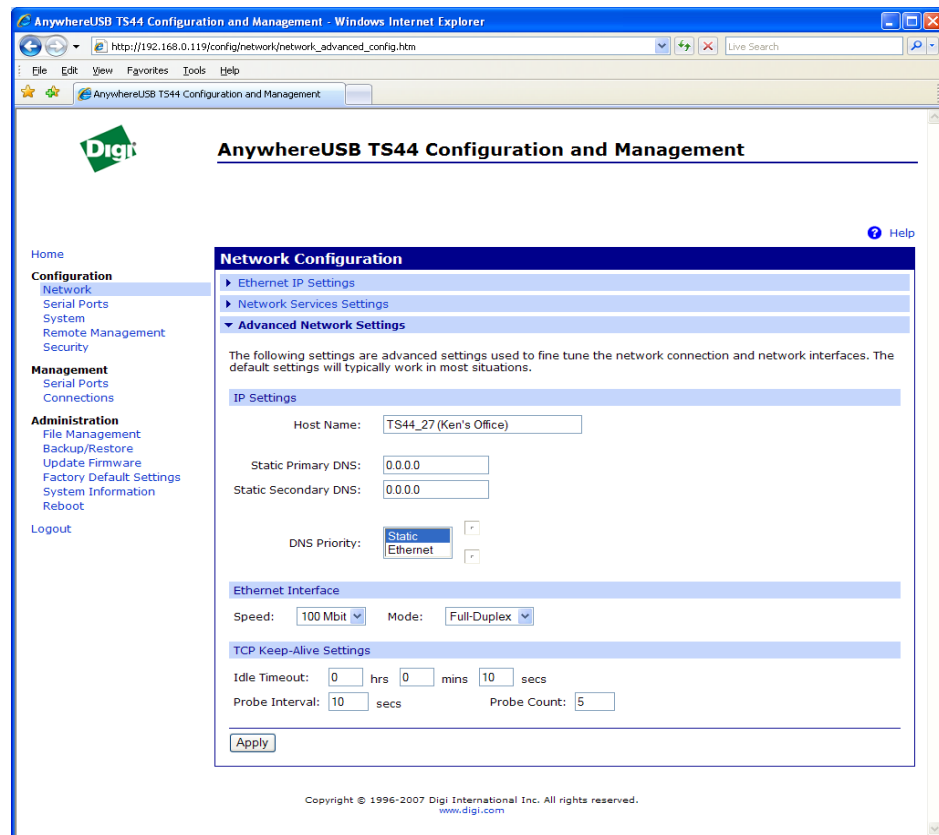 AnywhereUSB TS44 Configuration and Management - Windows Internet Explorer
http://192.168.0.119/config/network/network_advanced_config.htm
Live Search
File Edit View Favorites Tools Help
AnywhereUSB TS44 Configuration and Management
Digi
AnywhereUSB TS44 Configuration and Management
? Help
Home
Configuration
Network
Serial Ports
System
Remote Management
Security
Management
Serial Ports
Connections
Administration
File Management
Backup/Restore
Update Firmware
Factory Default Settings
System Information
Reboot
Logout
Network Configuration
Ethernet IP Settings
Network Services Settings
Advanced Network Settings
The following settings are advanced settings used to fine tune the network connection and network interfaces. The
default settings will typically work in most situations.
IP Settings
Host Name: TS44_27 (Ken's Office)
Static Primary DNS: 0.0.0.0
Static Secondary DNS: 0.0.0.0
DNS Priority:
Static
Ethernet
Ethernet Interface
Speed: 100 Mbit Mode: Full-Duplex
TCP Keep-Alive Settings
Idle Timeout: 0 hrs 0 mins 10 secs
Probe Interval: 10 secs Probe Count: 5
Apply
Copyright © 1996-2007 Digi International Inc. All rights reserved.
www.digi.com